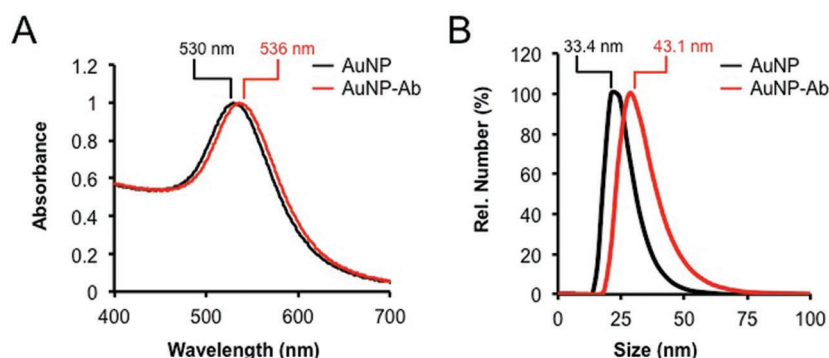 A
530 nm
536 nm
AuNP
AuNP-Ab
1.2
1
0.8
0.6
0.4
0.2
0
400
500
600
700
Absorbance
Wavelength (nm)
B
33.4 nm
43.1 nm
AuNP
AuNP-Ab
120
100
80
60
40
20
0
0
25
50
75
100
Rel. Number (%)
Size (nm)